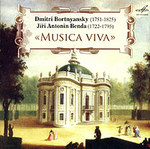 Dmitri Bortnyansky (1751-1825)
Jiří Antonín Benda (1722-1795)
«MUSICA VIVA»